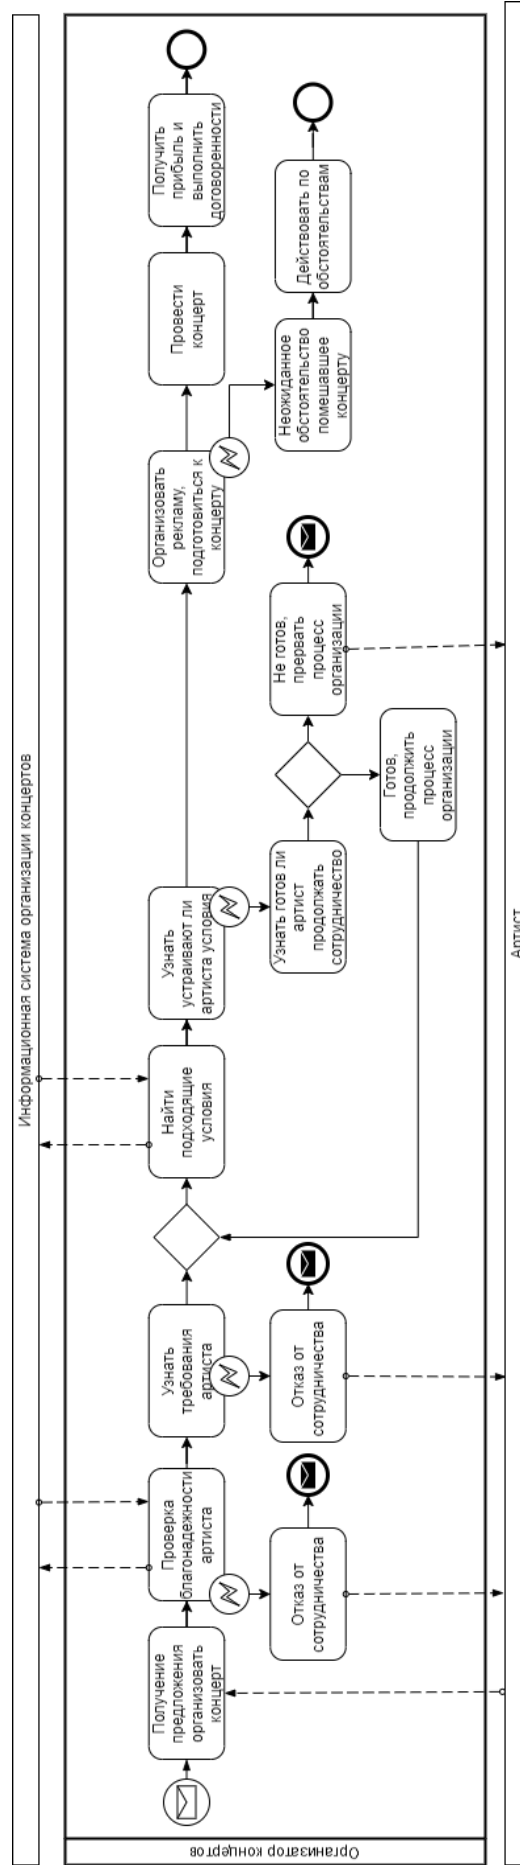 Информационная система организации концертов
Организатор концертов
Получение
предложения
организовать
концерт
Проверка
благонадежности
артиста
Отказ от
сотрудничества
Узнать
требования
артиста
Отказ от
сотрудничества
Найти
подходящие
условия
Узнать
устраивают ли
артиста условия
Узнать готов ли
артист
продолжать
сотрудничество
Не готов,
прервать
процесс
организации
Готов,
продолжить
процесс
организации
Организовать
рекламу,
подготовиться к
концерту
Неожиданное
обстоятельство
помешавшее
концерту
Действовать по
обстоятельствам
Провести
концерт
Получить
прибыль и
выполнить
договоренности
Артист